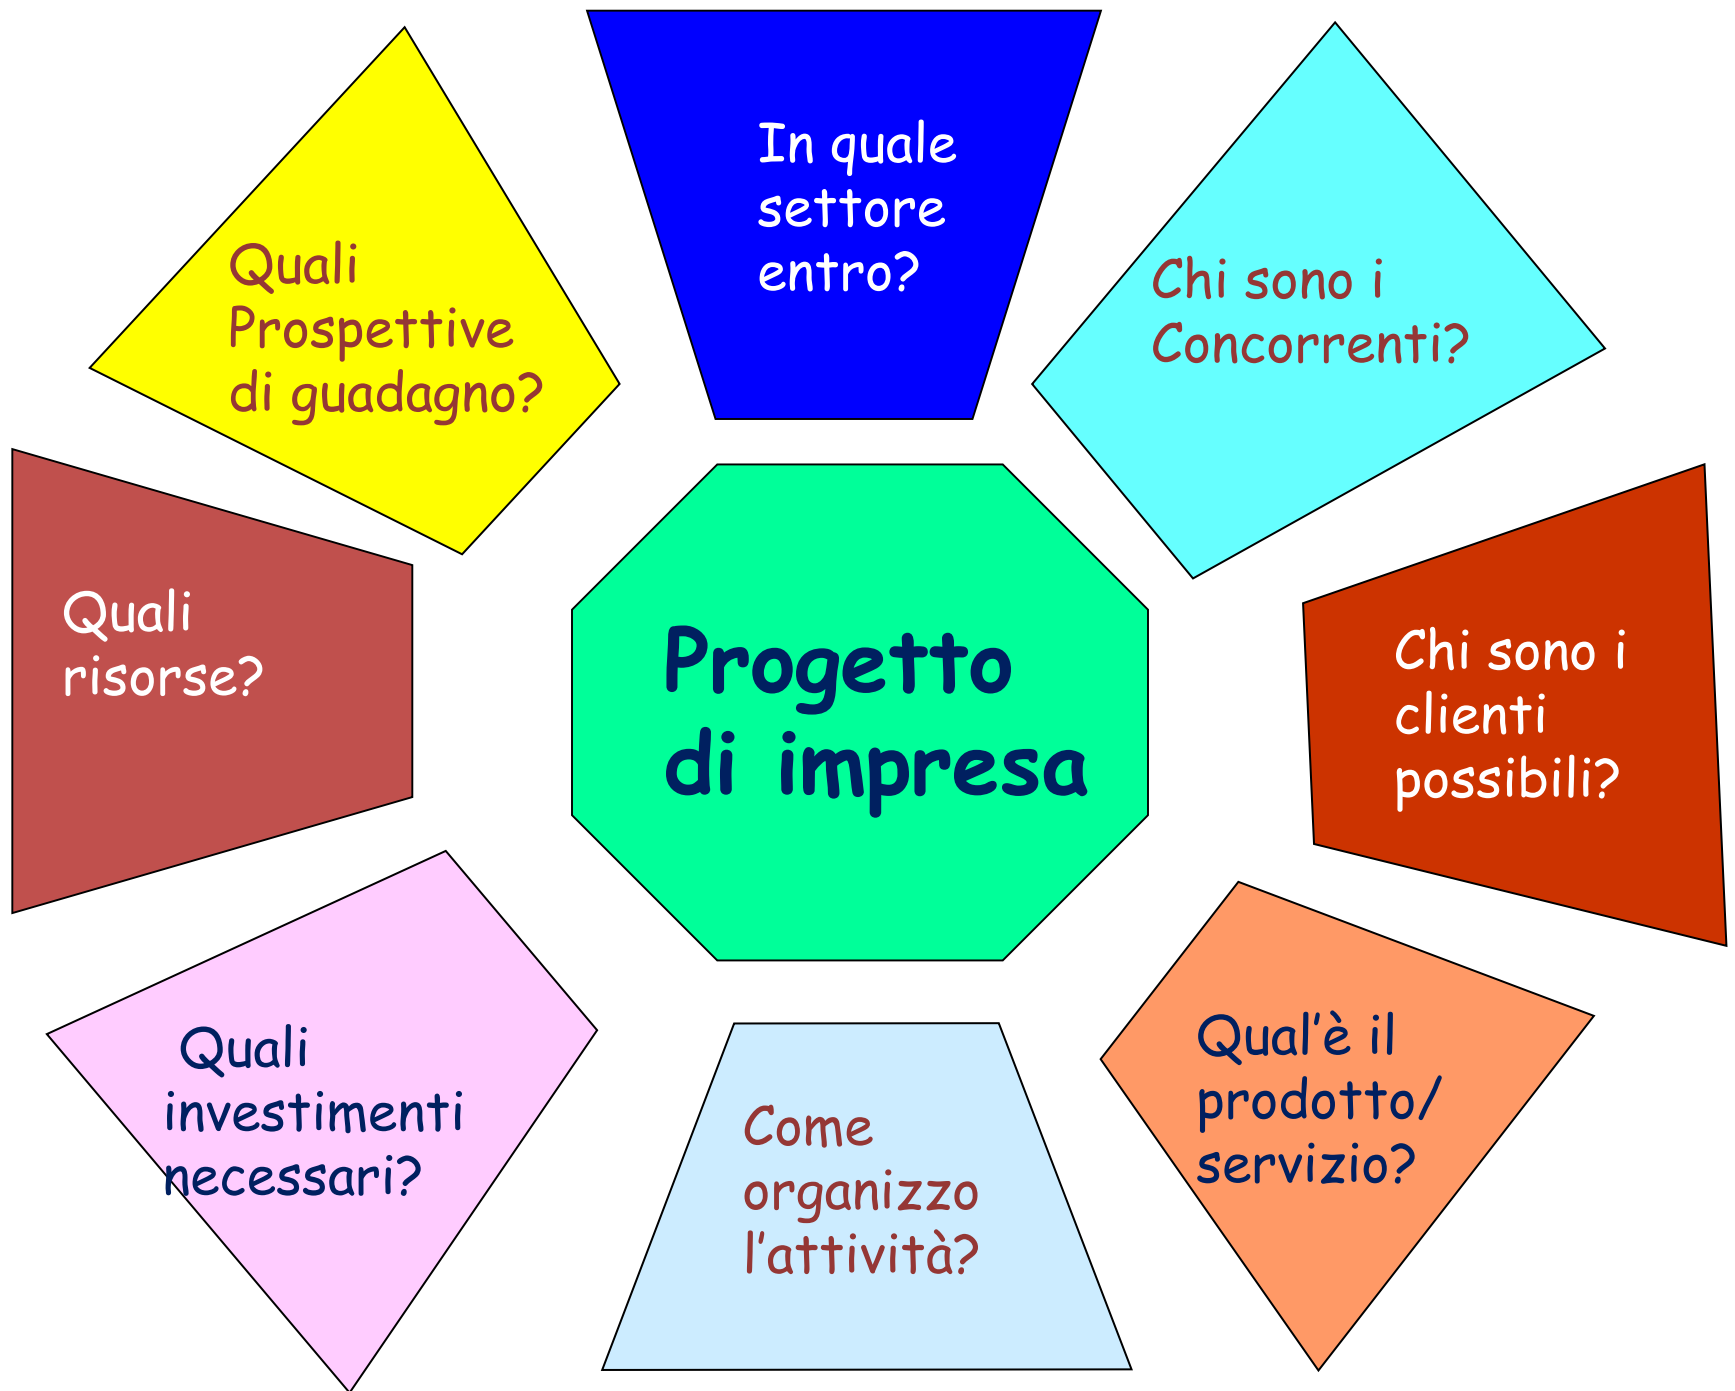 In quale
settore
entro?
Chi sono i
Concorrenti?
Chi sono i
clienti
possibili?
Qual’è il
prodotto/
servizio?
Come
organizzo
l’attività?
Quali
investimenti
necessari?
Quali
risorse?
Quali
Prospettive
di guadagno?
Progetto
di impresa